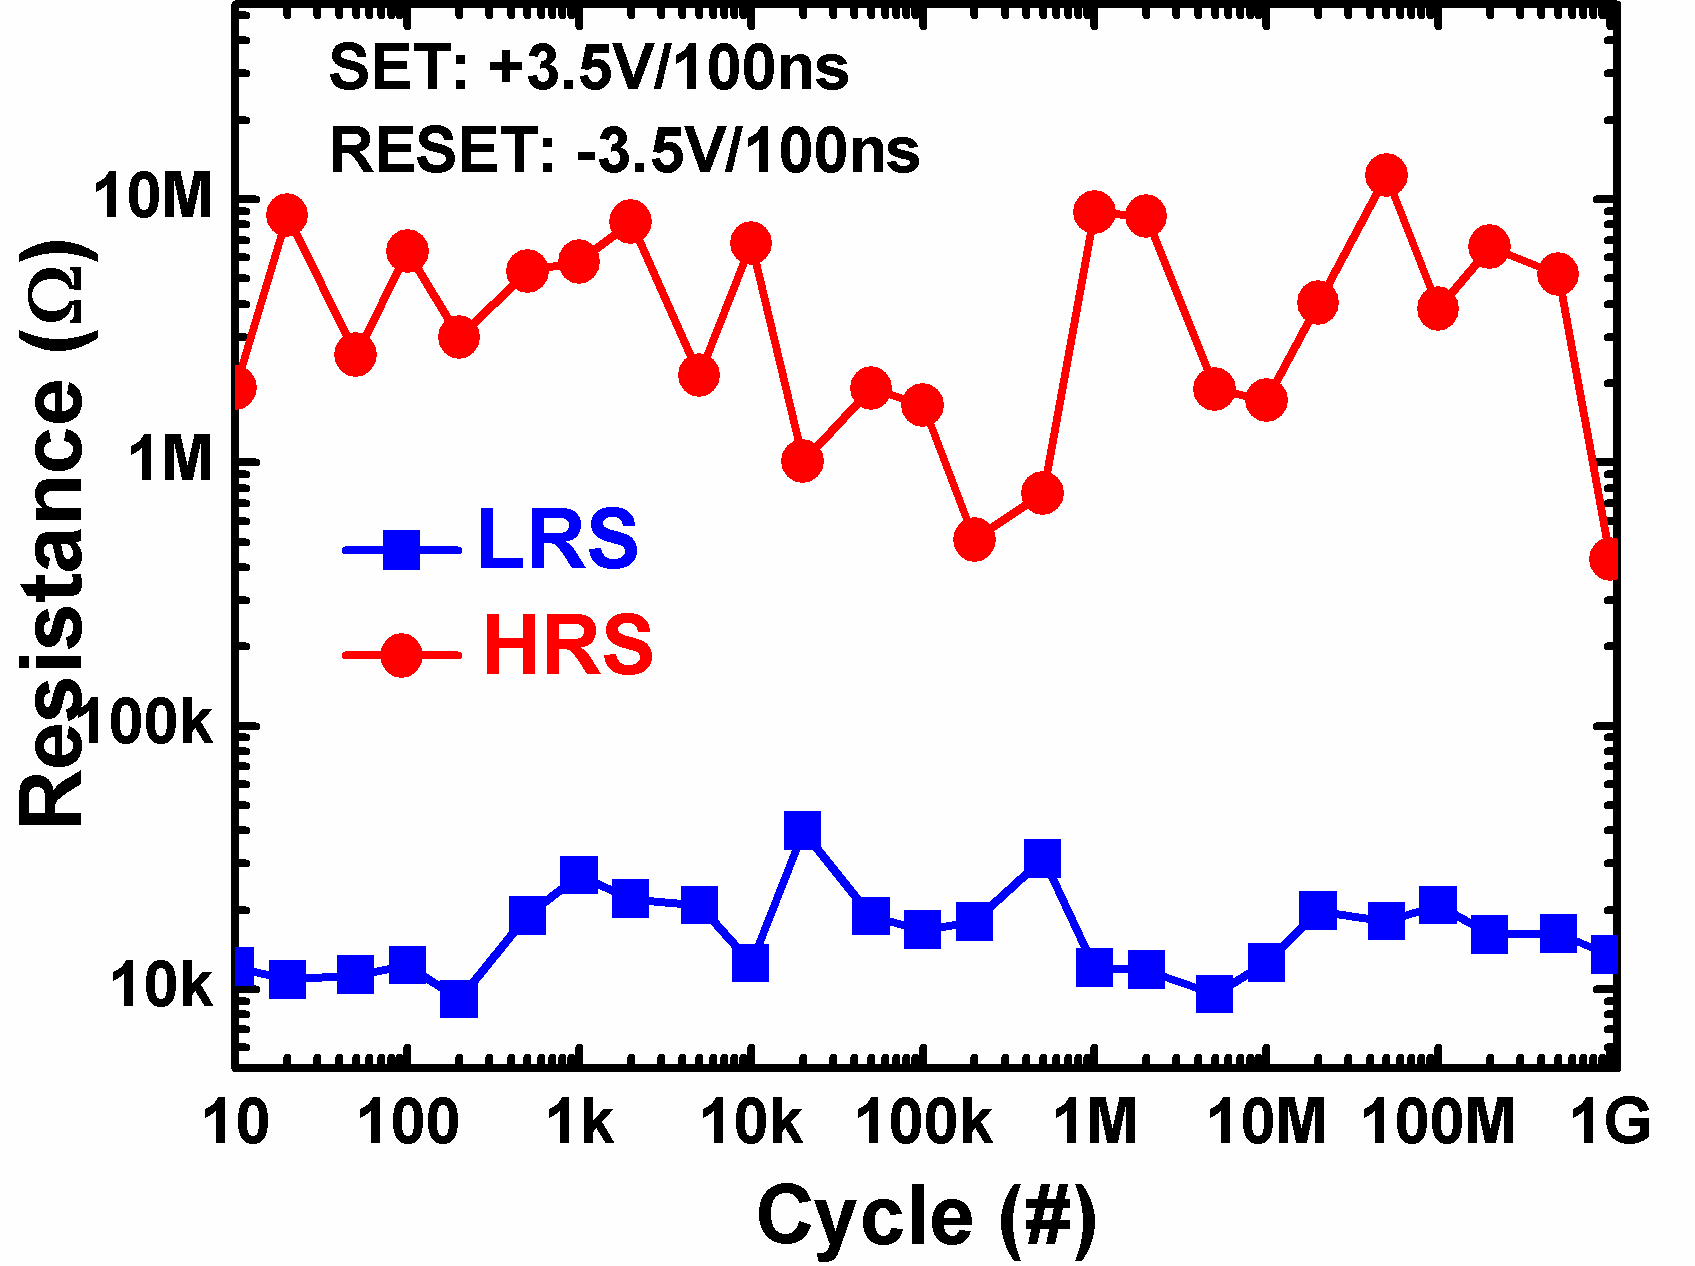 SET: +3.5V/100ns
RESET: -3.5V/100ns
10M
1M
100k
10k
Resistance (Ω)
LRS
HRS
10 100 1k 10k 100k 1M 10M 100M 1G
Cycle (#)